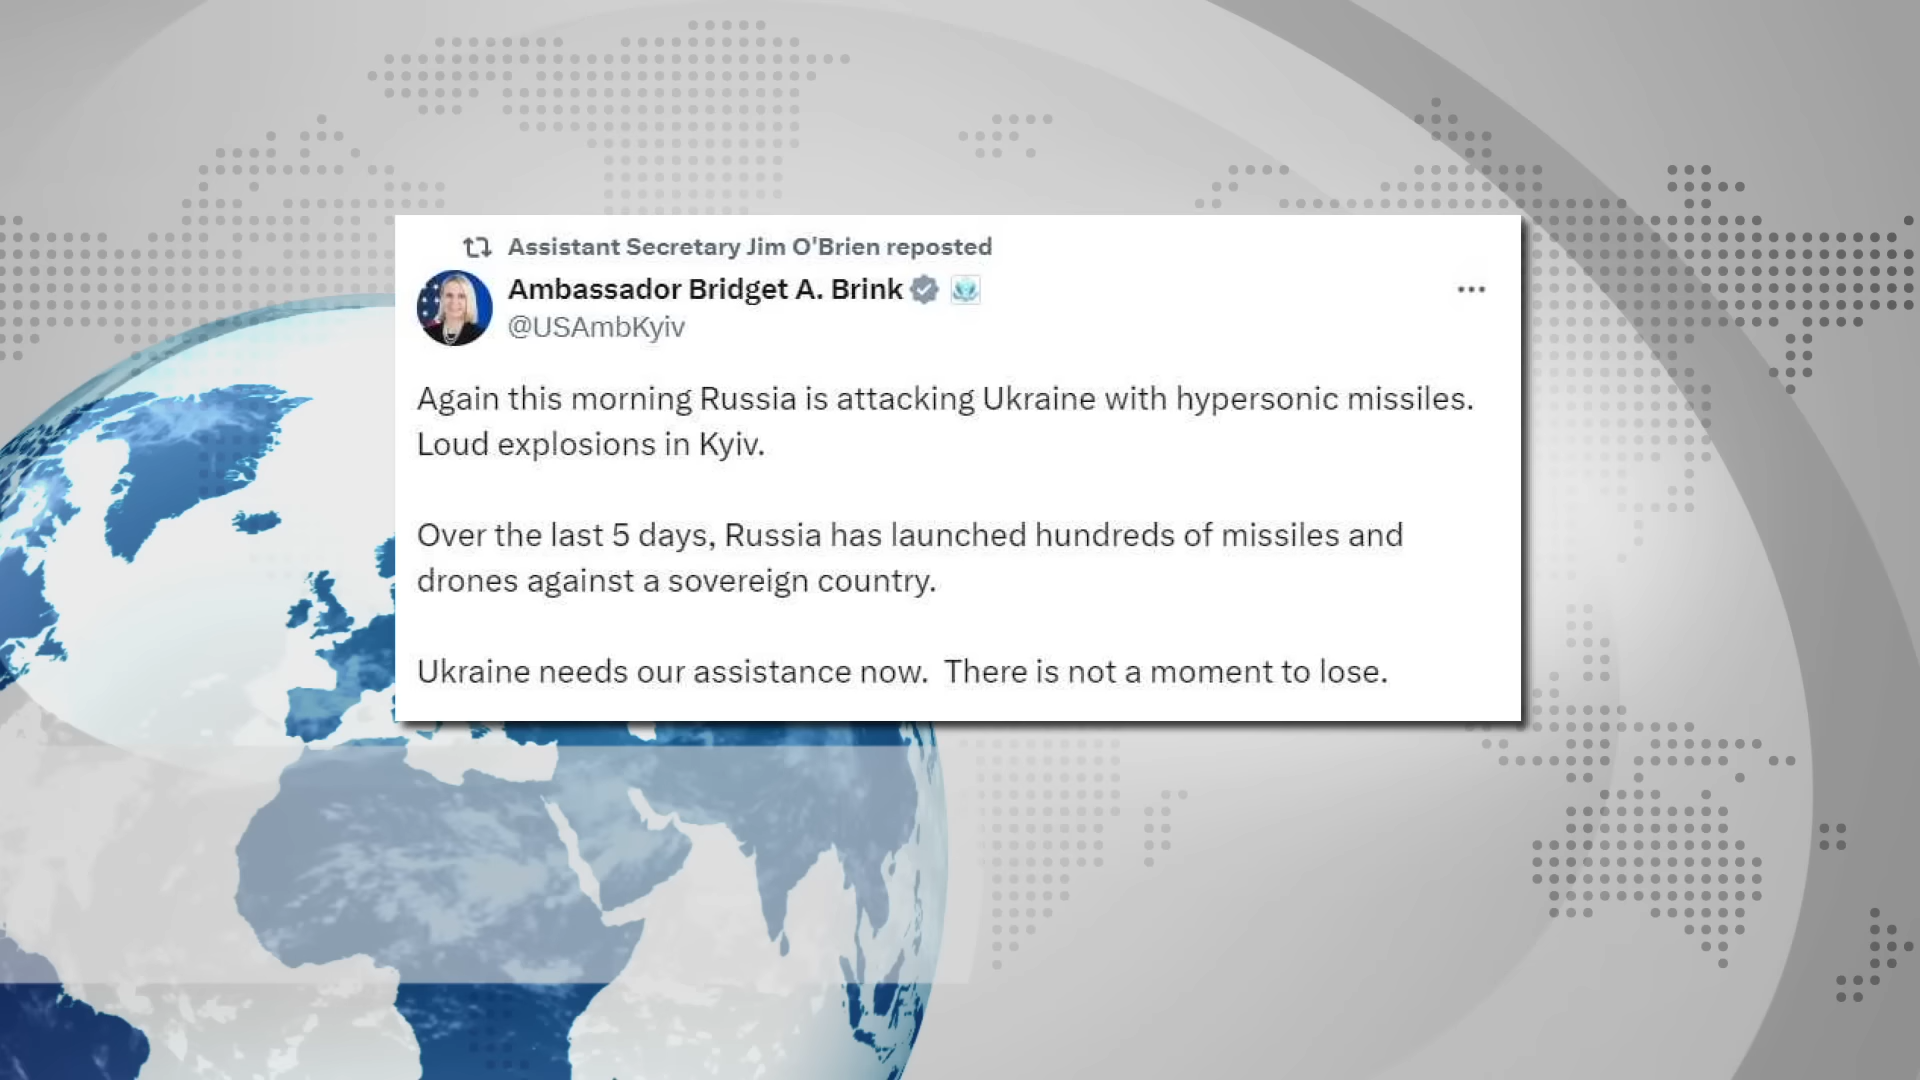 Assistant Secretary Jim O'Brien reposted
Ambassador Bridget A. Brink
@USAmbKyiv
Again this morning Russia is attacking Ukraine with hypersonic missiles.
Loud explosions in Kyiv.
Over the last 5 days, Russia has launched hundreds of missiles and
drones against a sovereign country.
Ukraine needs our assistance now.  There is not a moment to lose.